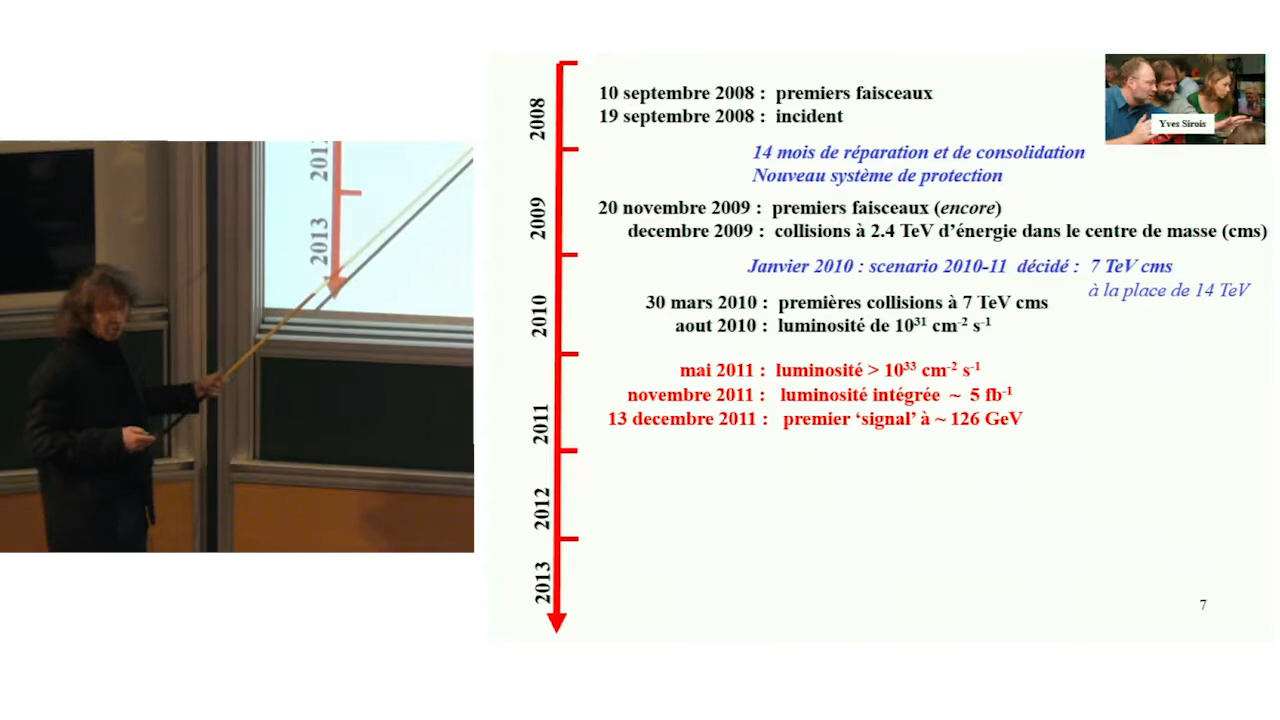 201
2013
2008
2009
2010
2011
2012
2013
10 septembre 2008 : premiers faisceaux
19 septembre 2008 : incident
Yves Sirois
14 mois de réparation et de consolidation
Nouveau système de protection
20 novembre 2009 : premiers faisceaux (encore)
decembre 2009 : collisions à 2.4 TeV d’énergie dans le centre de masse (cms)
Janvier 2010 : scenario 2010-11 décidé : 7 TeV cms
à la place de 14 TeV
30 mars 2010 : premières collisions à 7 TeV cms
aout 2010 : luminosité de 10³¹ cm⁻² s⁻¹
mai 2011 : luminosité > 10³³ cm⁻² s⁻¹
novembre 2011 : luminosité intégrée ~ 5 fb⁻¹
13 decembre 2011 : premier ‘signal’ à ~ 126 GeV
7